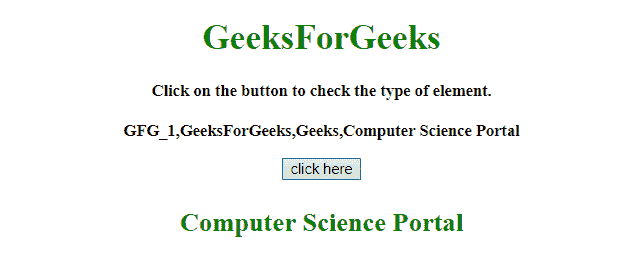 GeeksForGeeks
Click on the button to check the type of element.
GFG_1,GeeksForGeeks,Geeks,Computer Science Portal
click here
Computer Science Portal